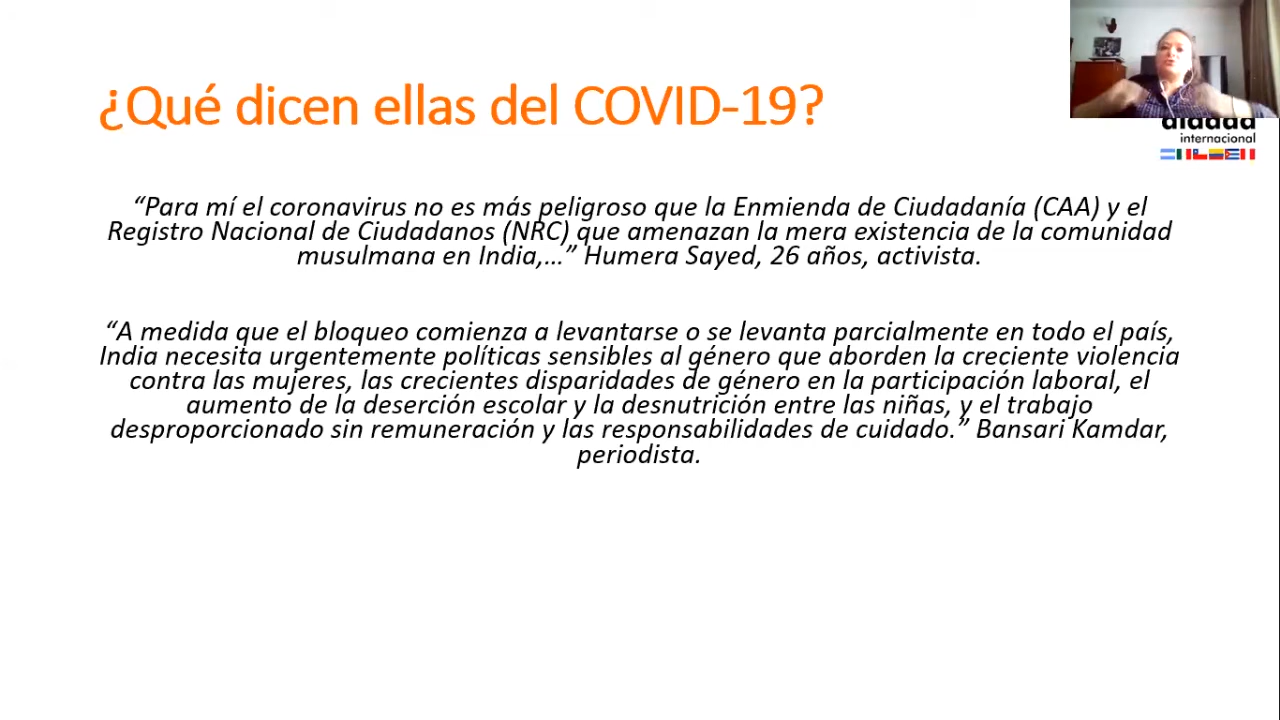 ¿Qué dicen ellas del COVID-19?
internacional
“Para mí el coronavirus no es más peligroso que la Enmienda de Ciudadanía (CAA) y el
Registro Nacional de Ciudadanos (NRC) que amenazan la mera existencia de la comunidad
musulmana en India,...” Humera Sayed, 26 años, activista.
“A medida que el bloqueo comienza a levantarse o se levanta parcialmente en todo el país,
India necesita urgentemente políticas sensibles al género que aborden la creciente violencia
contra las mujeres, las crecientes disparidades de género en la participación laboral, el
aumento de la deserción escolar y la desnutrición entre las niñas, y el trabajo
desproporcionado sin remuneración y las responsabilidades de cuidado.” Bansari Kamdar,
periodista.